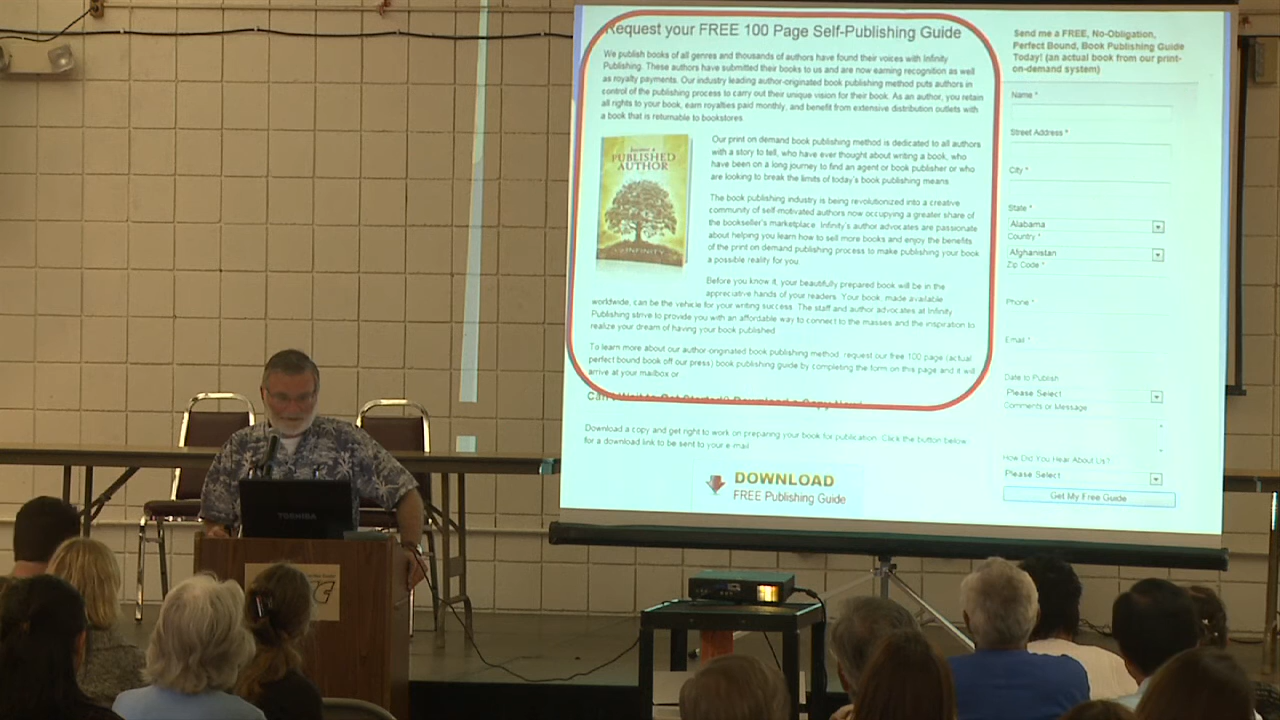 Request your FREE 100 Page Self-Publishing Guide
We publish books of all genres and thousands of authors have found their voices with Infinity
Publishing. These authors have submitted their books to us and are now earning recognition as well
as royalty payments. Our industry leading author-originated book publishing method puts authors in
control of the publishing process to carry out their unique vision for their book. As an author, you retain
all rights to your book, earn royalties paid monthly, and benefit from extensive distribution outlets with
a book that is returnable to bookstores
become a
PUBLISHED
AUTHOR
INFINITY
Our print on demand book publishing method is dedicated to all authors
with a story to tell, who have ever thought about writing a book, who
have been on a long journey to find an agent or book publisher or who
are looking to break the limits of today's book publishing means
The book publishing industry is being revolutionized into a creative
community of self-motivated authors now occupying a greater share of
the bookseller's marketplace. Infinity's author advocates are passionate
about helping you learn how to sell more books and enjoy the benefits
of the print on demand publishing process to make publishing your book
a possible reality for you.
Before you know it, your beautifully prepared book will be in the
appreciative hands of your readers. Your book, made available
worldwide, can be the vehicle for your writing success. The staff and author advocates at Infinity
Publishing strive to provide you with an affordable way to connect to the masses and the inspiration to
realize your dream of having your book published
To learn more about our author-originated book publishing method, request our free 100 page (actual
perfect bound book off our press) book publishing guide by completing the form on this page and it will
arrive at your mailbox or
Can't Wait to Get Started? Download a Copy Now!
Download a copy and get right to work on preparing your book for publication. Click the button below
for a download link to be sent to your e-mail
DOWNLOAD
FREE Publishing Guide
Send me a FREE, No-Obligation,
Perfect Bound, Book Publishing Guide
Today! (an actual book from our print-
on-demand system)
Name *
Street Address *
City *
State *
Alabama
Country *
Afghanistan
Zip Code *
Phone *
Email *
Date to Publish
Please Select
Comments or Message
How Did You Hear About Us?
Please Select
Get My Free Guide
TOSHIBA